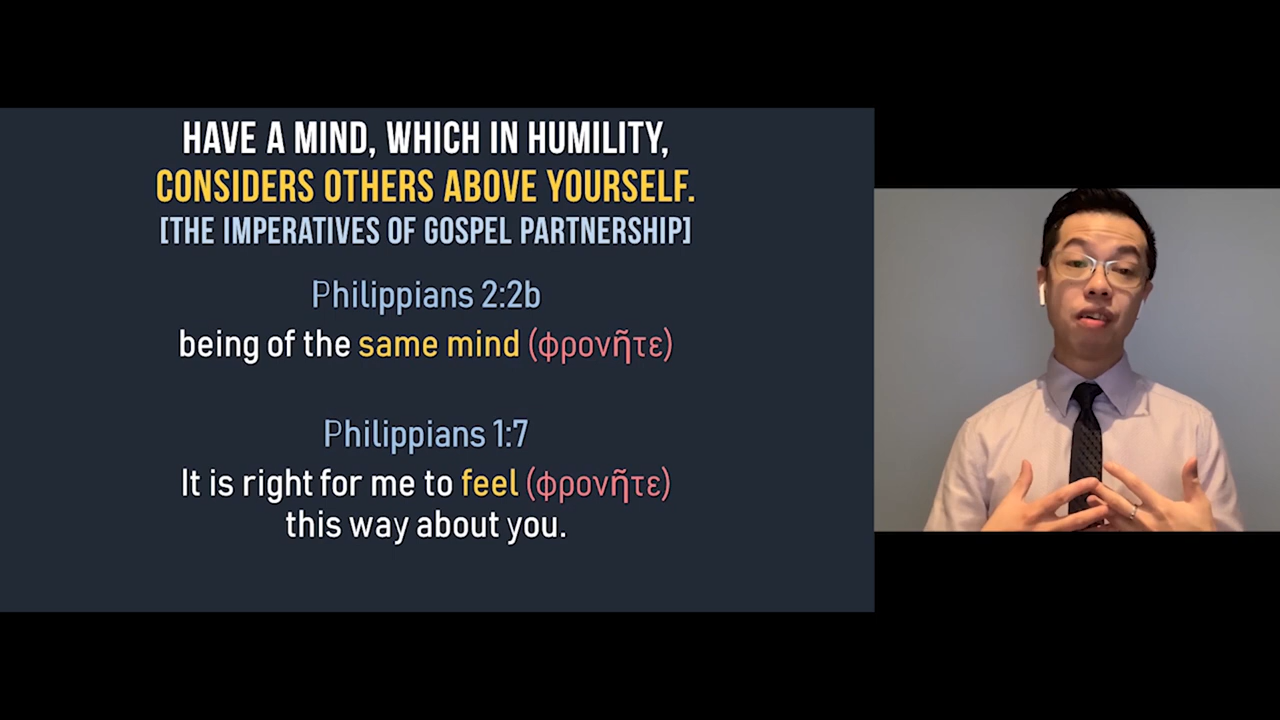 HAVE A MIND, WHICH IN HUMILITY,
CONSIDERS OTHERS ABOVE YOURSELF.
[THE IMPERATIVES OF GOSPEL PARTNERSHIP]
Philippians 2:2b
being of the same mind (φρονῆτε)
Philippians 1:7
It is right for me to feel (φρονῆτε)
this way about you.